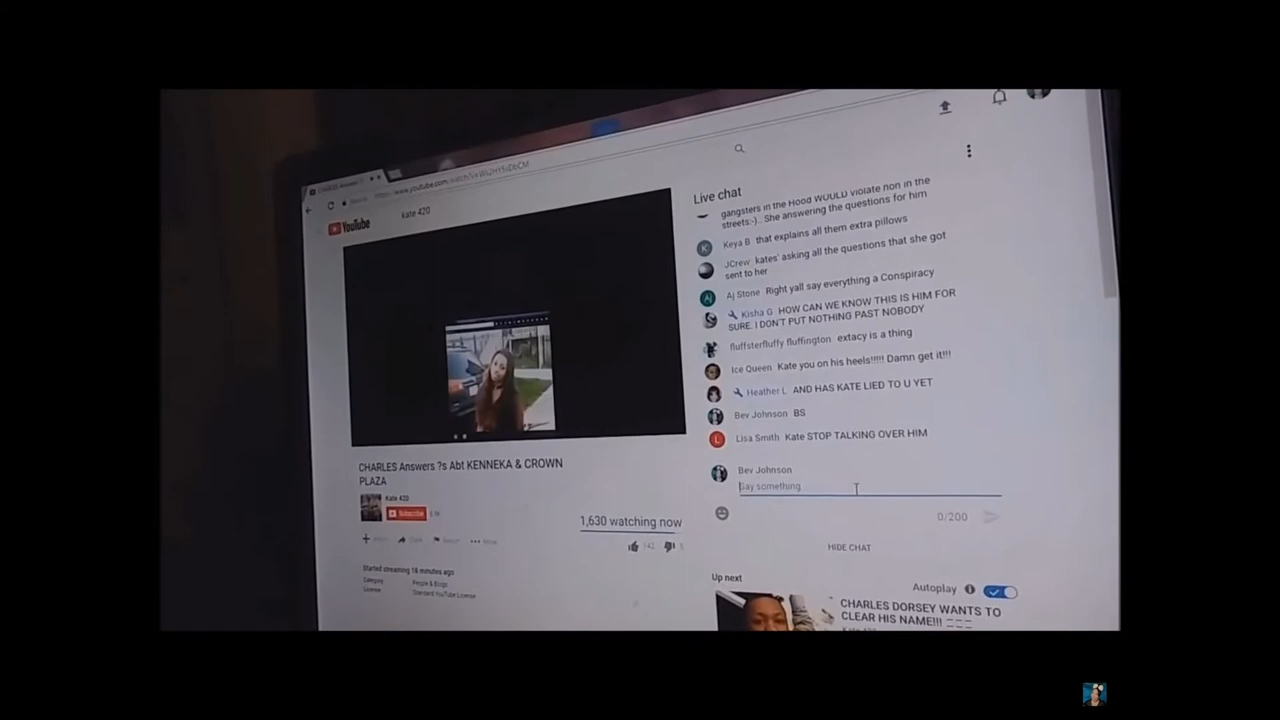 CHARLES Answers
YouTube
kate 420
Live chat
gangsters in the Hood WOULD violate non in the
streets:-).. She answering the questions for him
Keya B that explains all them extra pillows
JCrew kates' asking all the questions that she got
sent to her
AJ
Aj Stone Right yall say everything a Conspiracy
Kisha G HOW CAN WE KNOW THIS IS HIM FOR
SURE. I DON'T PUT NOTHING PAST NOBODY
fluffsterfluffy fluffington extacy is a thing
Ice Queen Kate you on his heels!!!!! Damn get it!!!
Heather L AND HAS KATE LIED TO U YET
Bev Johnson BS
L
Lisa Smith Kate STOP TALKING OVER HIM
Bev Johnson
Say something
0/200
HIDE CHAT
CHARLES Answers ?s Abt KENNEKA & CROWN
PLAZA
Kate 420
Subscribe
1,630 watching now
142
More
Started streaming 18 minutes ago
Category People & Blogs
License Standard YouTube License
Up next
Autoplay
CHARLES DORSEY WANTS TO
CLEAR HIS NAME!!!
Kate 420